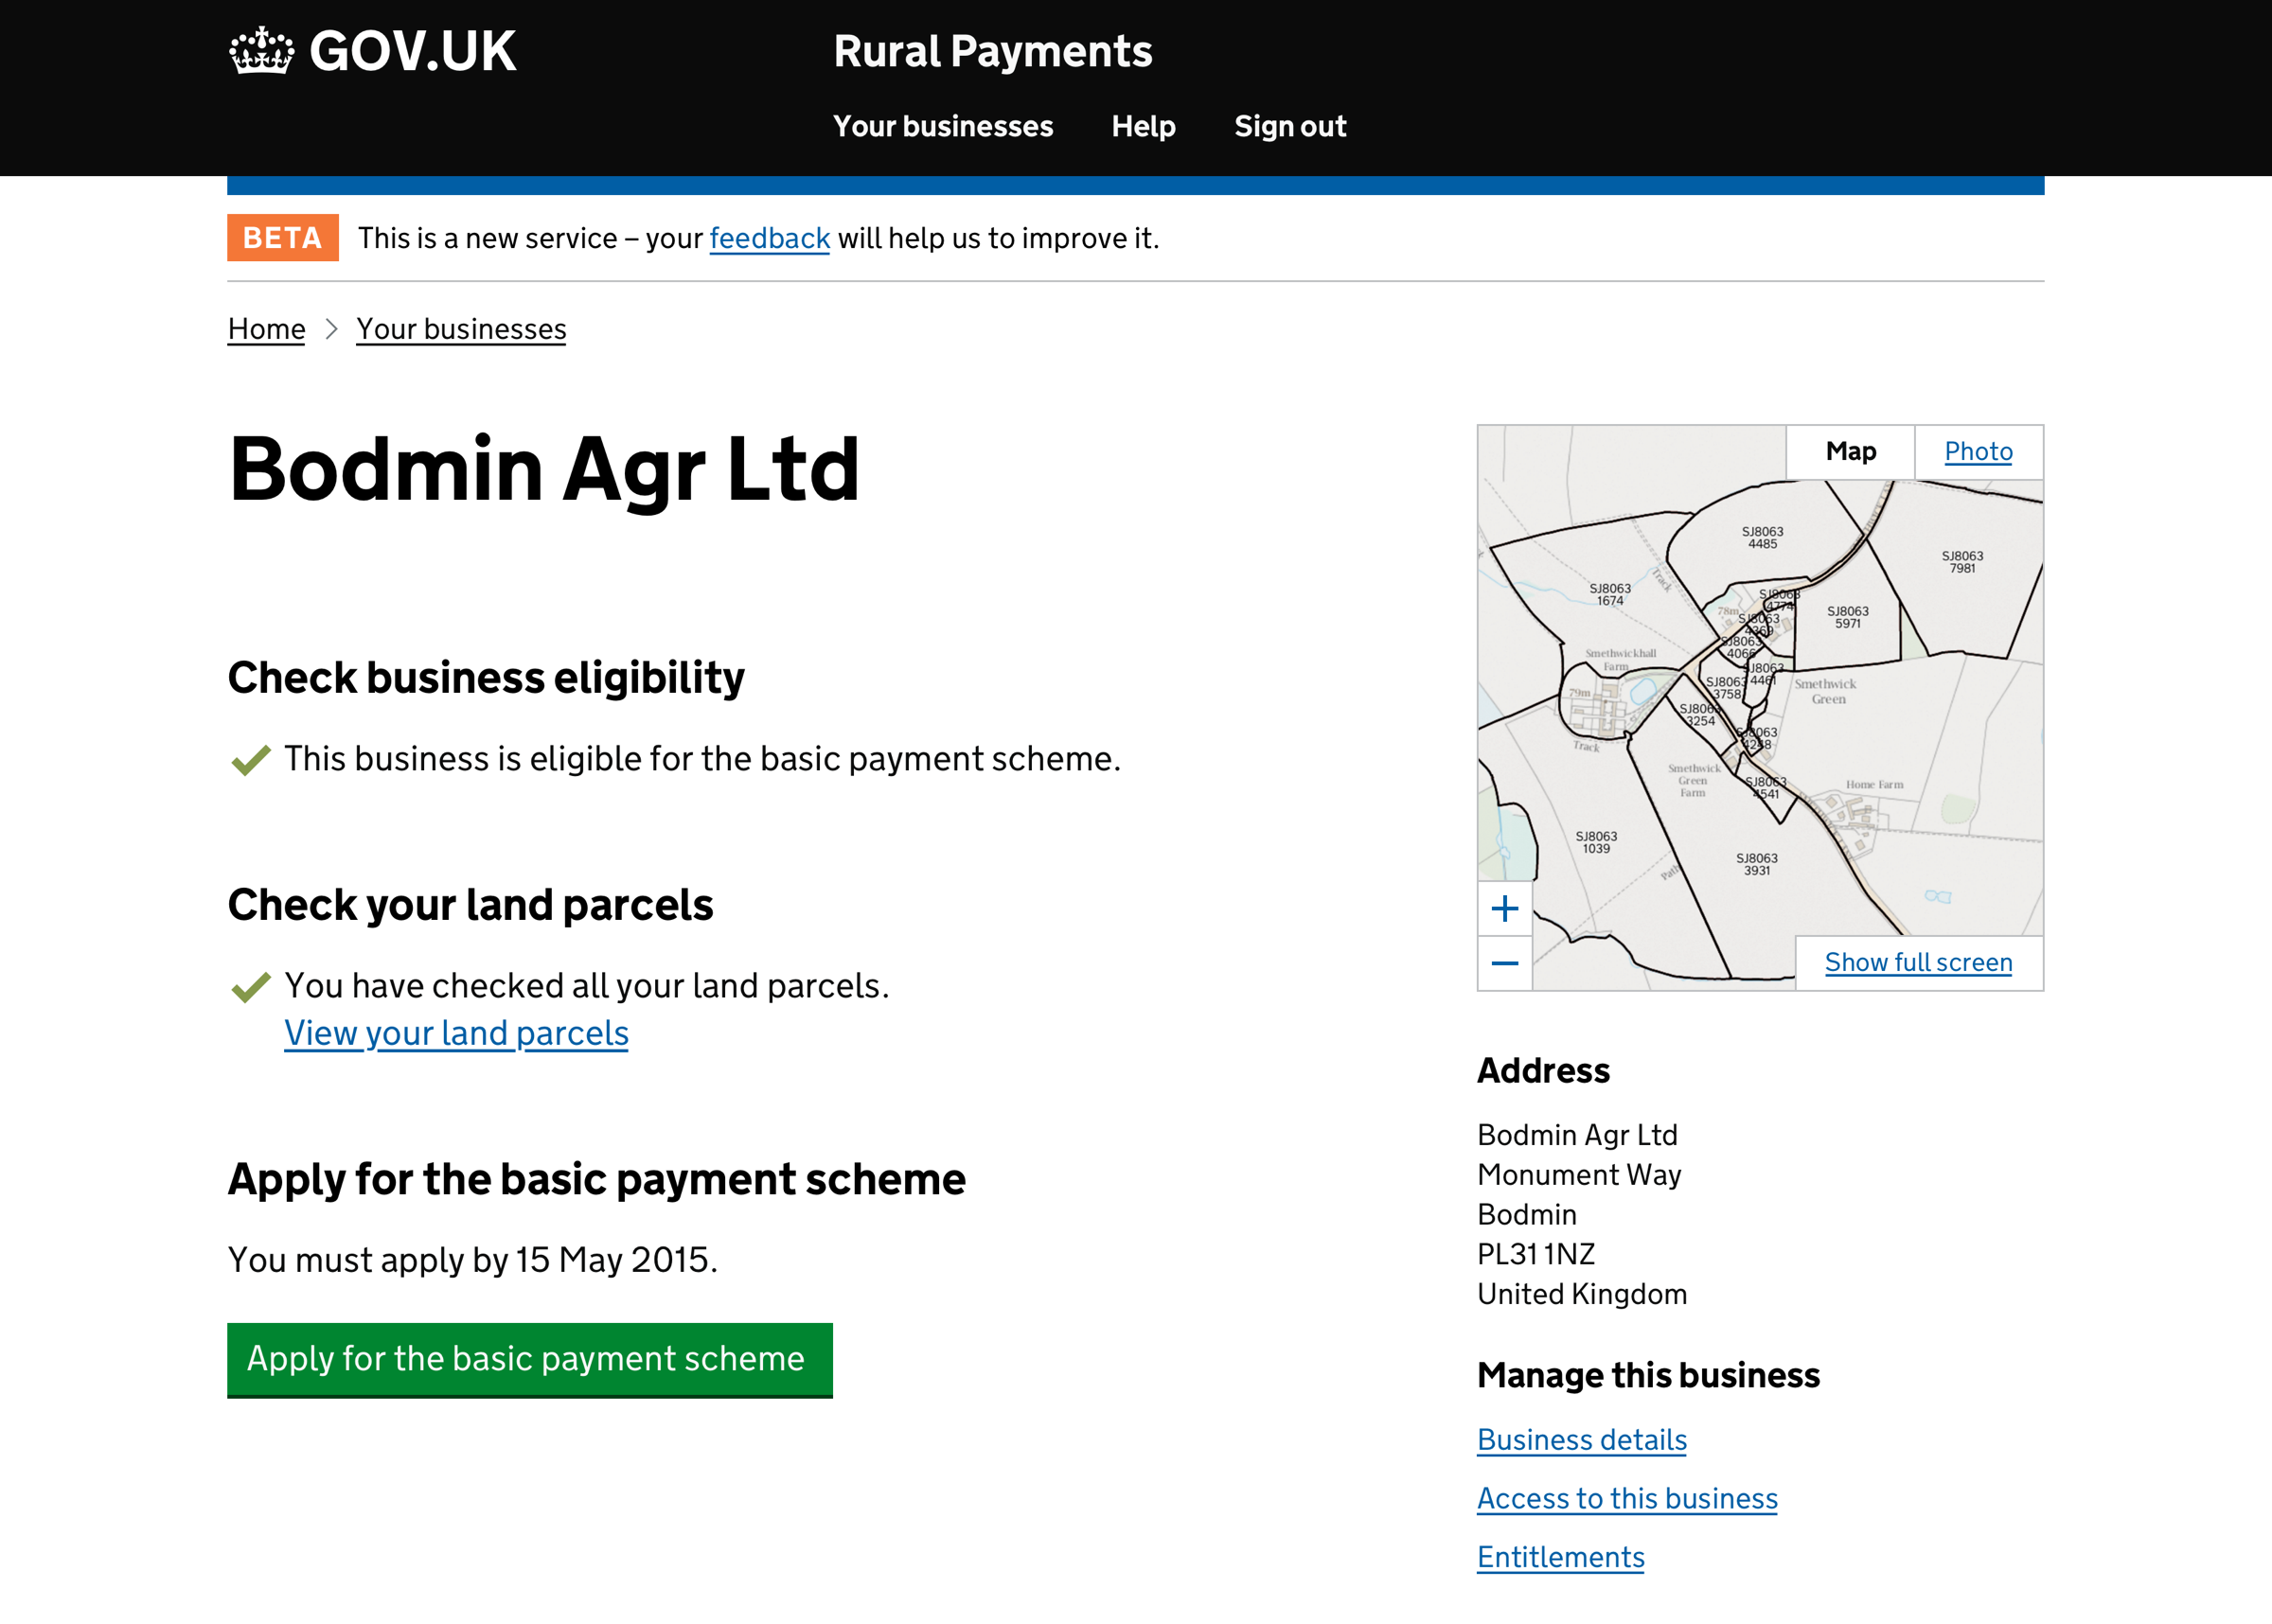 GOV.UK
Rural Payments
Your businesses Help Sign out
BETA This is a new service – your feedback will help us to improve it.
Home Your businesses
Bodmin Agr Ltd
Check business eligibility
This business is eligible for the basic payment scheme.
Check your land parcels
You have checked all your land parcels.
View your land parcels
Apply for the basic payment scheme
You must apply by 15 May 2015.
Apply for the basic payment scheme
Map Photo
SJ8063
4485
SJ8063
7981
SJ8063
1674
Track
78m
SJ8063
4774
SJ8063
5971
SJ8063
4369
SJ8063
4066
Smethwickhall
Farm
SJ8063
4461
SJ8063
3758
Smethwick
Green
79m
SJ8063
3254
SJ8063
4248
Track
Smethwick
Green
Farm
SJ8063
4541
Home Farm
SJ8063
1039
SJ8063
3931
Path
+
−
Show full screen
Address
Bodmin Agr Ltd
Monument Way
Bodmin
PL31 1NZ
United Kingdom
Manage this business
Business details
Access to this business
Entitlements